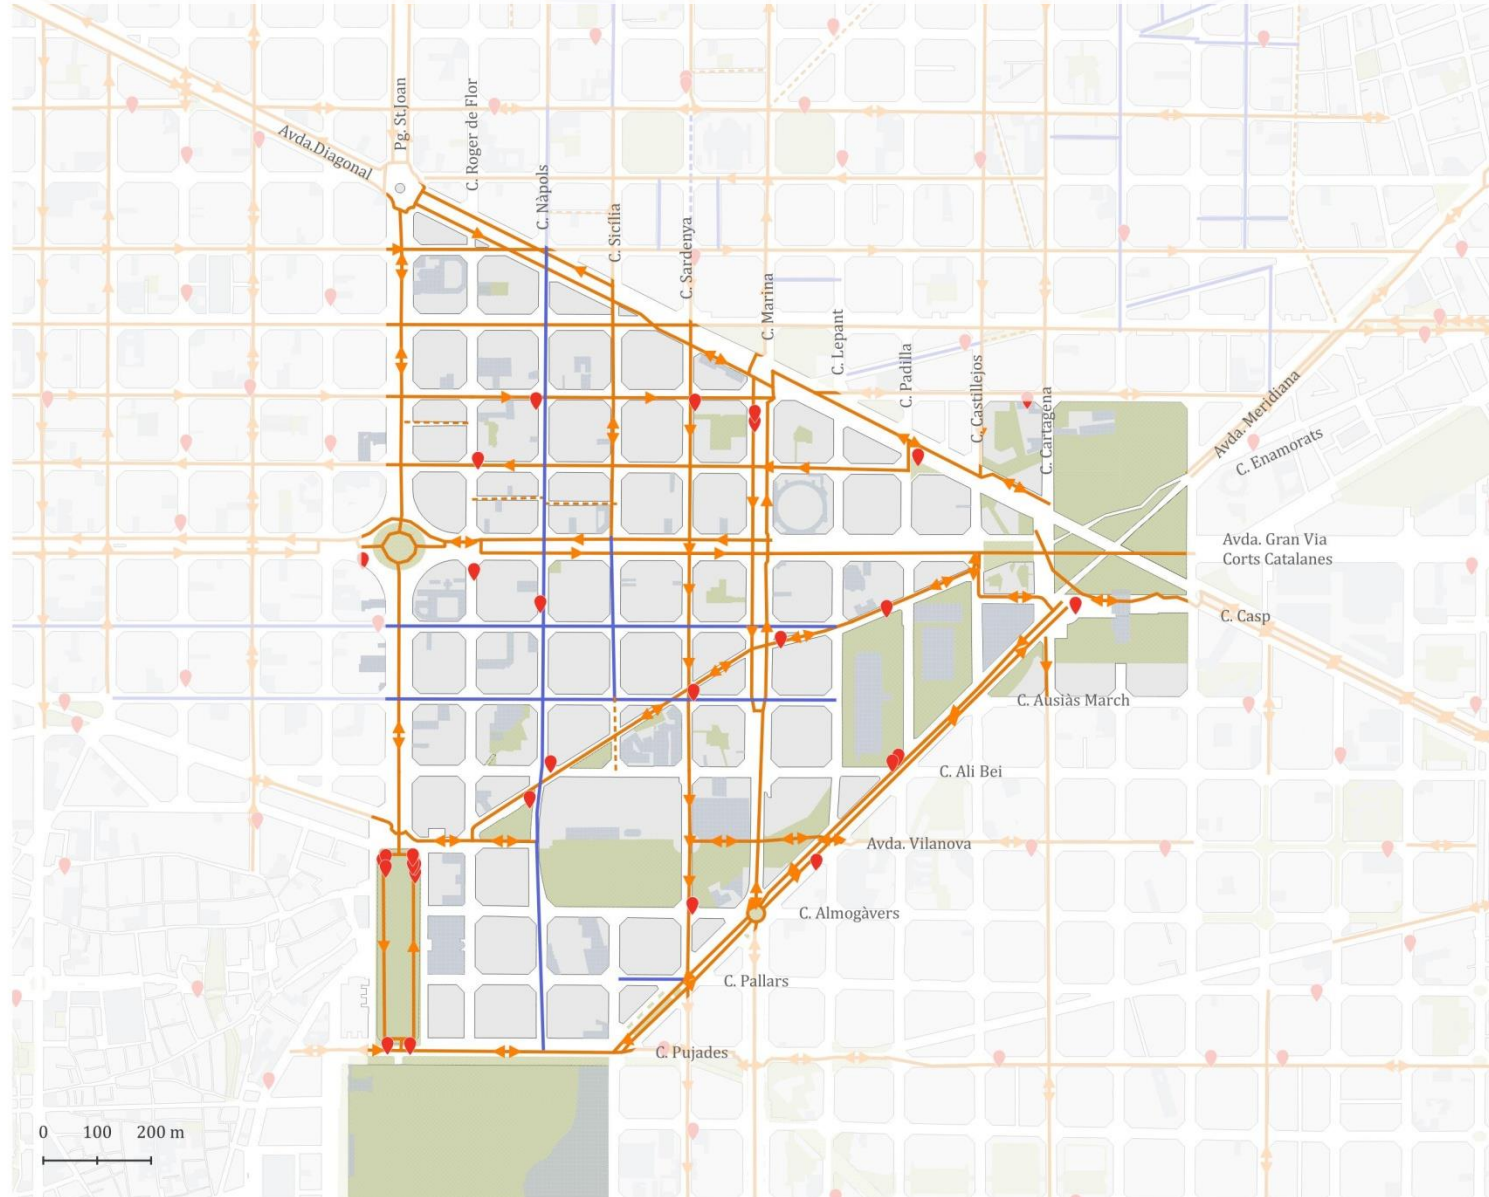 Pg. St.Joan
C. Roger de Flor
Avda.Diagonal
C. Nàpols
C. Sicília
C. Sardenya
C. Marina
C. Lepant
C. Padilla
C. Castillejos
C. Cartagena
Avda. Meridiana
C. Enamorats
Avda. Gran Via
Corts Catalanes
C. Casp
C. Ausiàs March
C. Ali Bei
Avda. Vilanova
C. Almogàvers
C. Pallars
C. Pujades
0 100 200 m